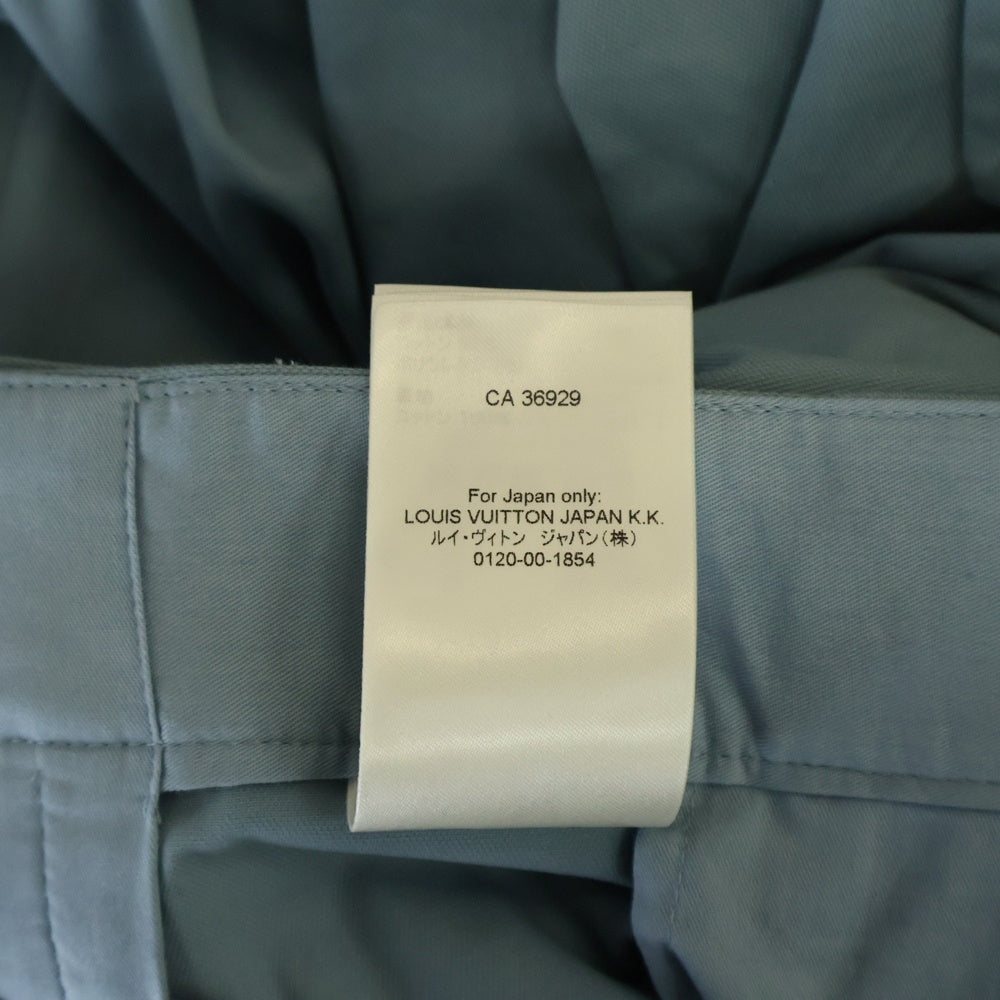 CA 36929
For Japan only:
LOUIS VUITTON JAPAN K.K.
ルイ・ヴィトン ジャパン(株)
0120-00-1854